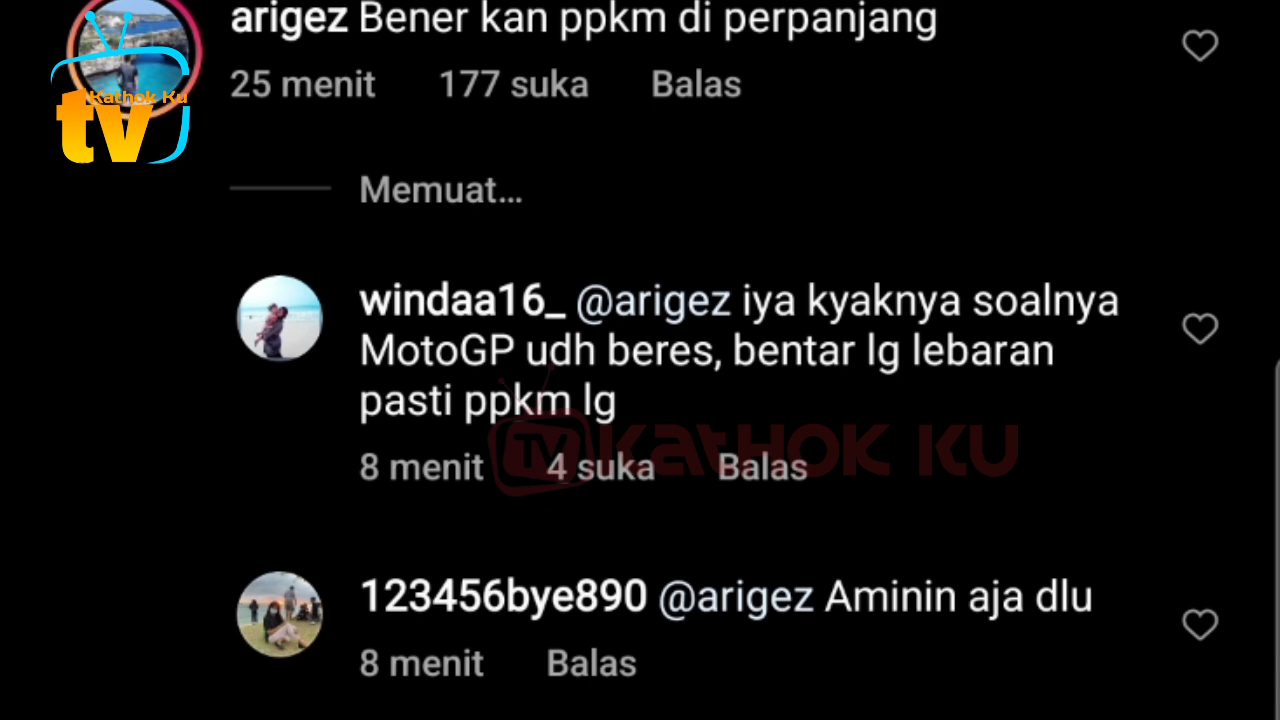 arigez Bener kan ppkm di perpanjang
25 menit 177 suka Balas
Kathok Ku
tv
Memuat...
windaa16_ @arigez iya kyaknya soalnya
MotoGP udh beres, bentar lg lebaran
pasti ppkm lg
TV KATHOK KU
8 menit 4 suka Balas
123456bye890 @arigez Aminin aja dlu
8 menit Balas